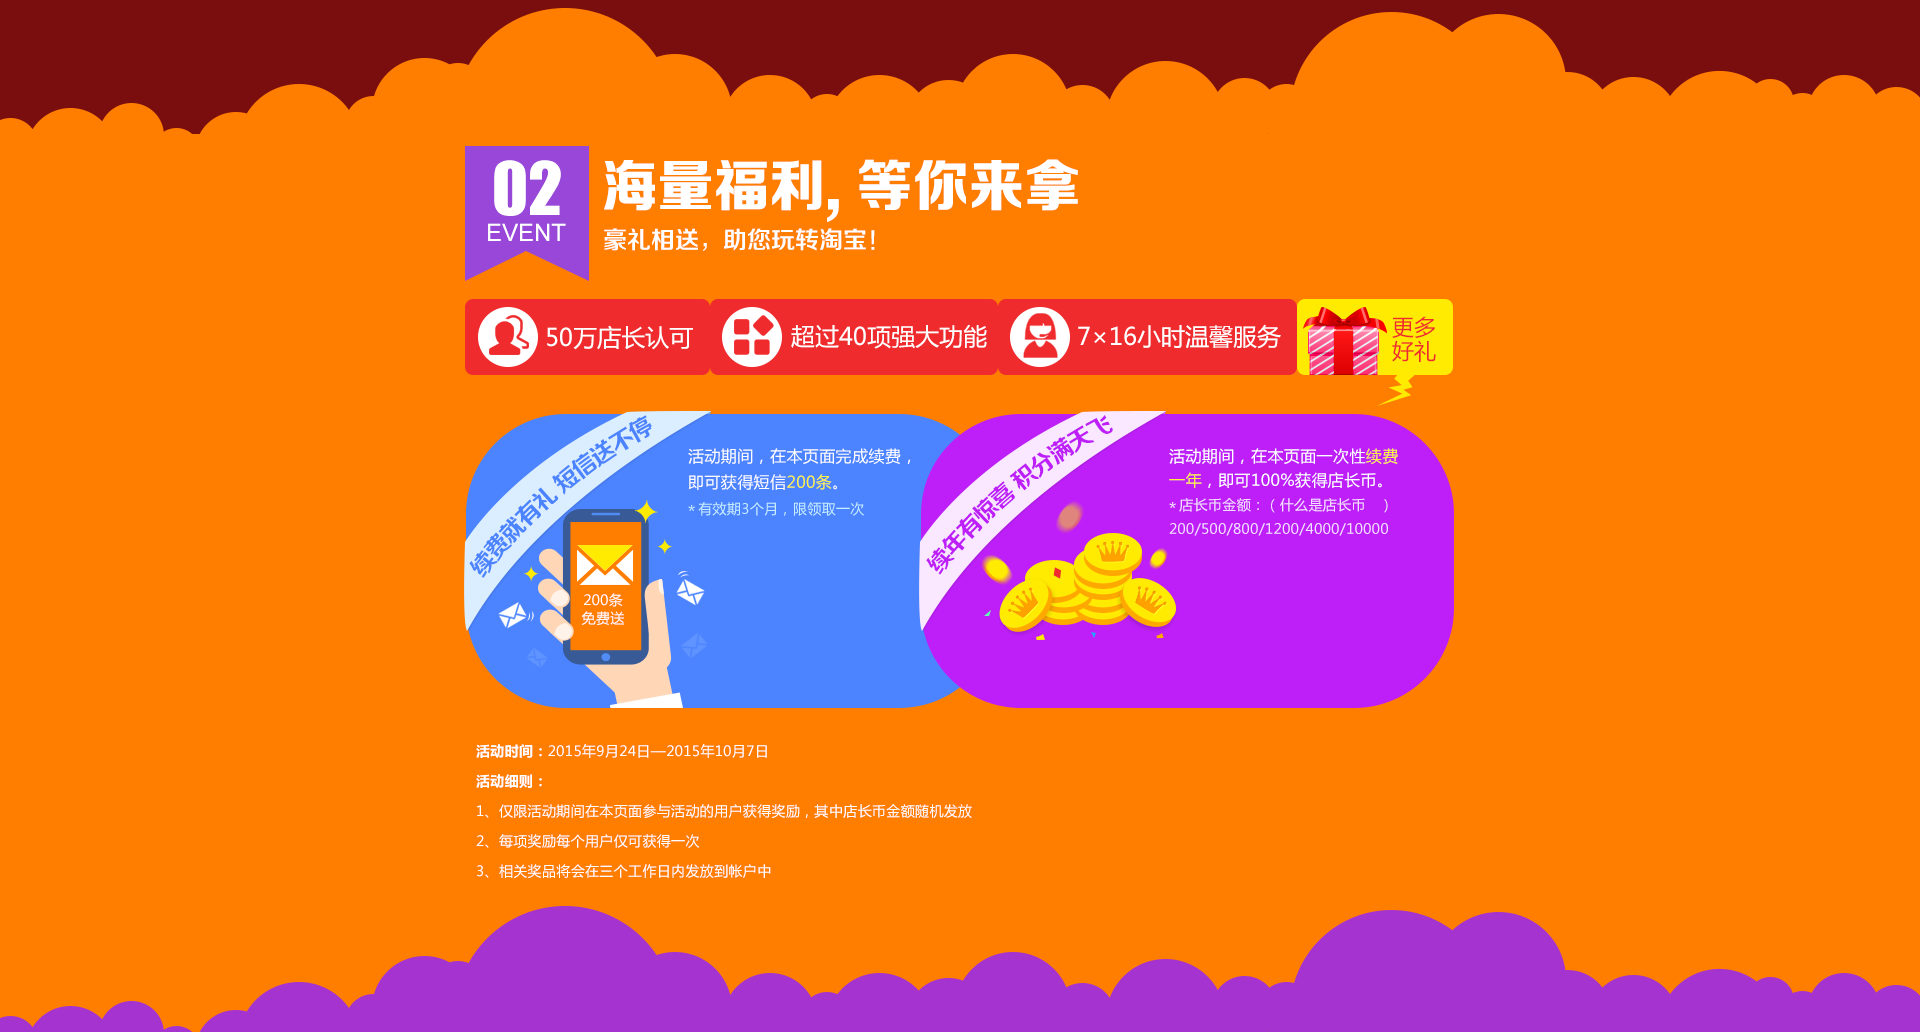 02
EVENT
海量福利, 等你来拿
豪礼相送，助您玩转淘宝！
50万店长认可
超过40项强大功能
7×16小时温馨服务
更多
好礼
续费就有礼 短信送不停
活动期间，在本页面完成续费，
即可获得短信200条。
* 有效期3个月，限领取一次
200条
免费送
续年有惊喜 积分满天飞
活动期间，在本页面一次性续费
一年，即可100%获得店长币。
* 店长币金额：（ 什么是店长币 ）
200/500/800/1200/4000/10000
活动时间：2015年9月24日—2015年10月7日
活动细则：
1、仅限活动期间在本页面参与活动的用户获得奖励，其中店长币金额随机发放
2、每项奖励每个用户仅可获得一次
3、相关奖品将会在三个工作日内发放到帐户中